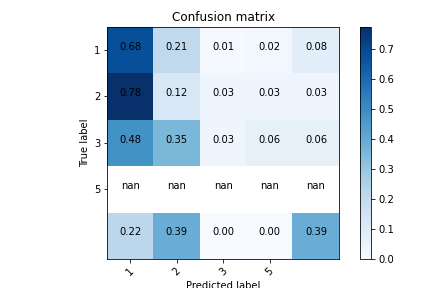 Confusion matrix
1 0.68 0.21 0.01 0.02 0.08
2 0.78 0.12 0.03 0.03 0.03
3 0.48 0.35 0.03 0.06 0.06
5 nan nan nan nan nan
0.22 0.39 0.00 0.00 0.39
1 2 3 5
True label
Predicted label
0.7
0.6
0.5
0.4
0.3
0.2
0.1
0.0